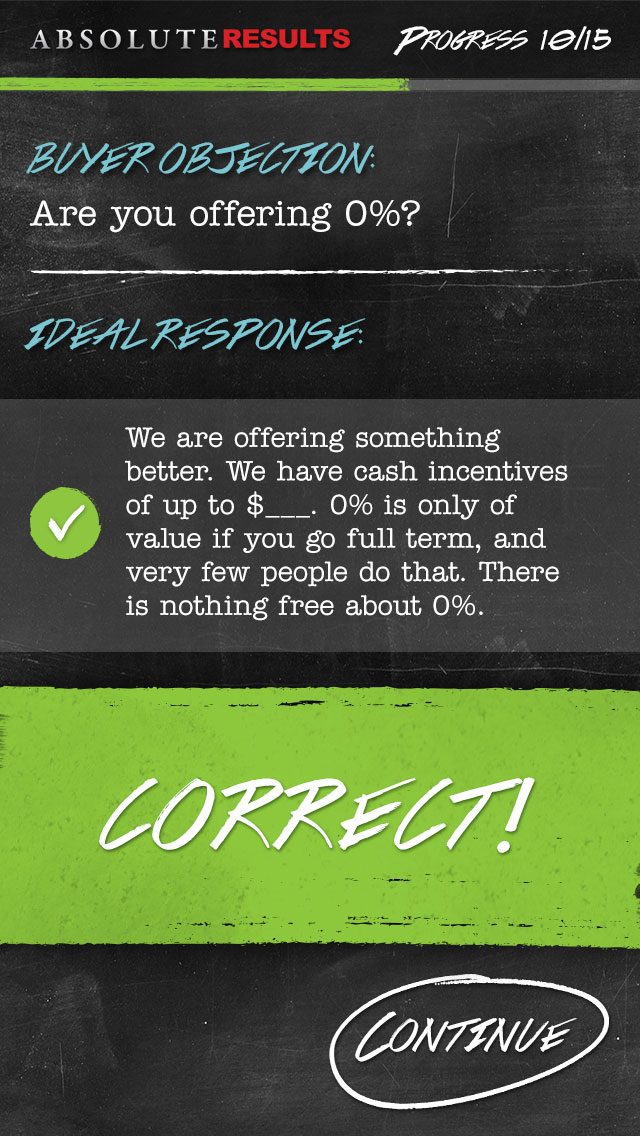 ABSOLUTERESULTS
PROGRESS 10/15
BUYER OBJECTION:
Are you offering 0%?
IDEAL RESPONSE:
We are offering something
better. We have cash incentives
of up to $___. 0% is only of
value if you go full term, and
very few people do that. There
is nothing free about 0%.
CORRECT!
CONTINUE